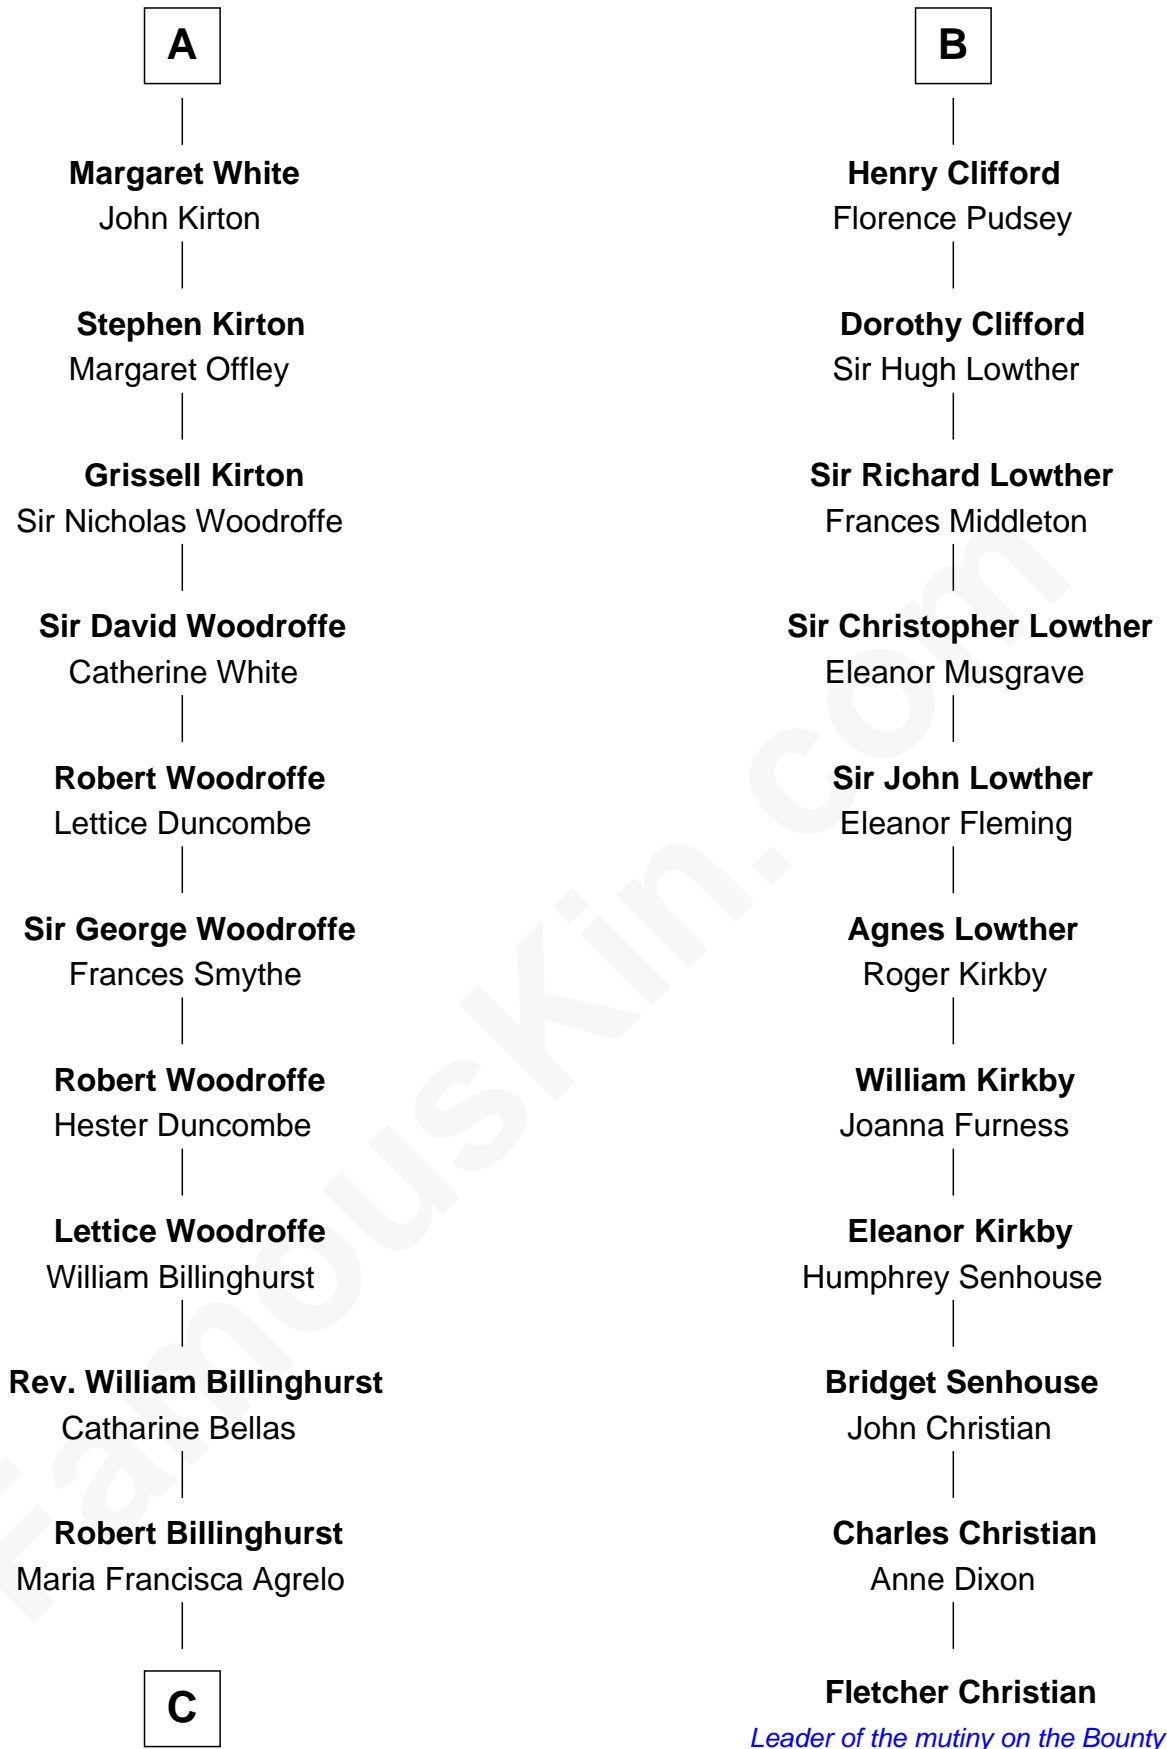 A
Margaret White
John Kirton
Stephen Kirton
Margaret Offley
Grissell Kirton
Sir Nicholas Woodroffe
Sir David Woodroffe
Catherine White
Robert Woodroffe
Lettice Duncombe
Sir George Woodroffe
Frances Smythe
Robert Woodroffe
Hester Duncombe
Lettice Woodroffe
William Billinghurst
Rev. William Billinghurst
Catharine Bellas
Robert Billinghurst
Maria Francisca Agrelo
C
B
Henry Clifford
Florence Pudsey
Dorothy Clifford
Sir Hugh Lowther
Sir Richard Lowther
Frances Middleton
Sir Christopher Lowther
Eleanor Musgrave
Sir John Lowther
Eleanor Fleming
Agnes Lowther
Roger Kirkby
William Kirkby
Joanna Furness
Eleanor Kirkby
Humphrey Senhouse
Bridget Senhouse
John Christian
Charles Christian
Anne Dixon
Fletcher Christian
Leader of the mutiny on the Bounty
FamousKin.com